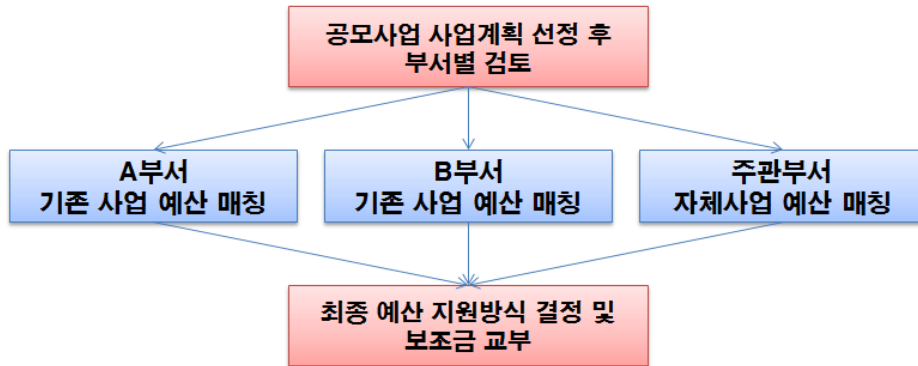 공모사업 사업계획 선정 후
부서별 검토
A부서
기존 사업 예산 매칭
B부서
기존 사업 예산 매칭
주관부서
자체사업 예산 매칭
최종 예산 지원방식 결정 및
보조금 교부